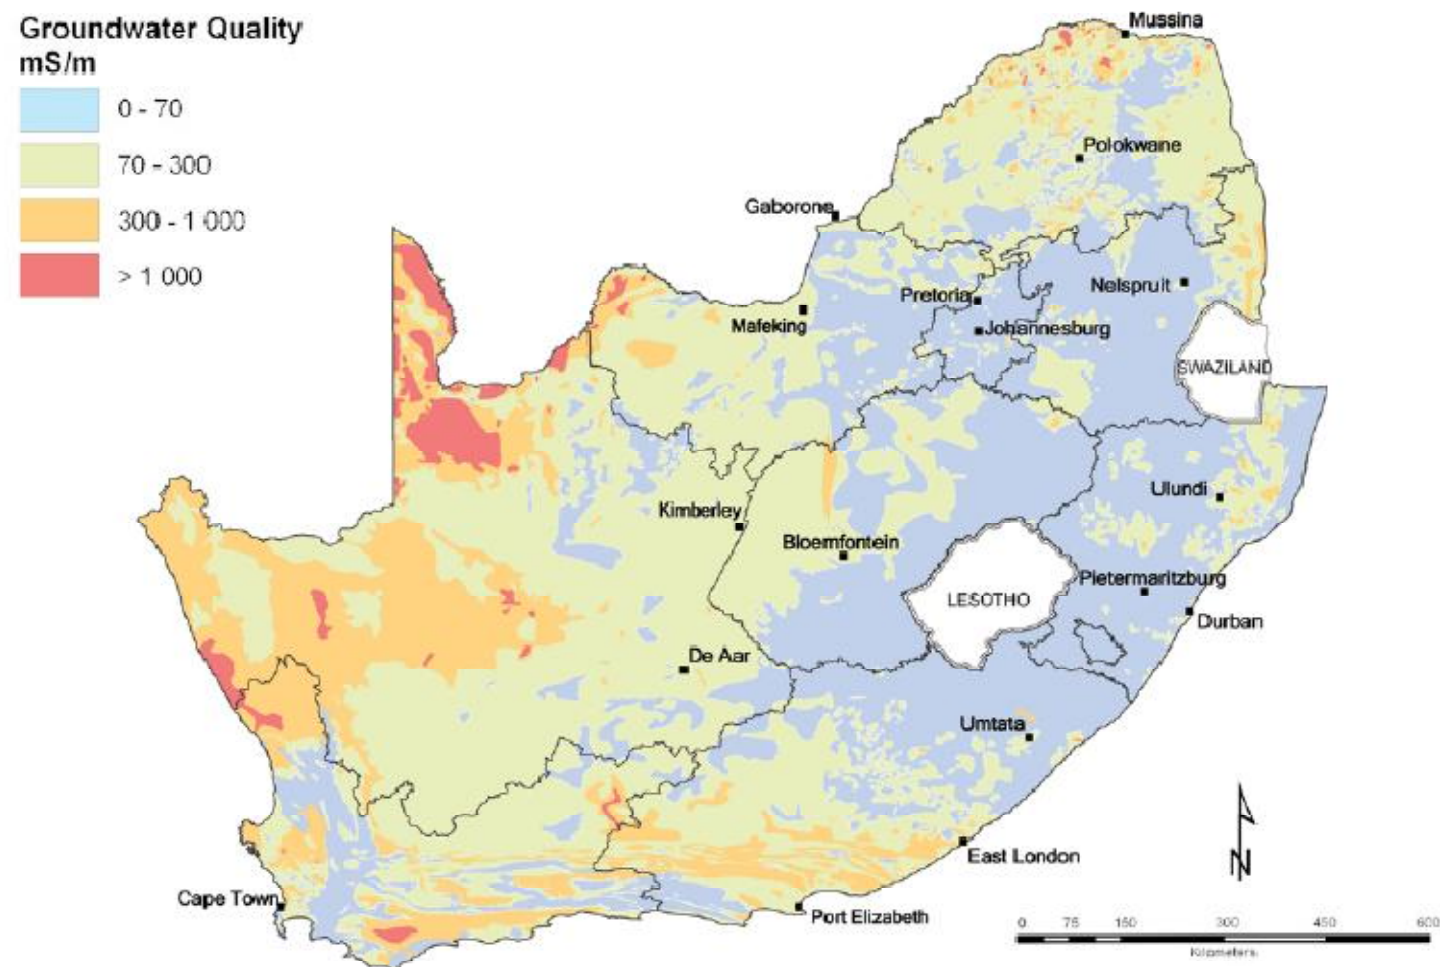 Groundwater Quality
mS/m
0 - 70
70 - 300
300 - 1 000
> 1 000
Mussina
Polokwane
Gaborone
Nelspruit
Pretoria
Mafeking
Johannesburg
SWAZILAND
Ulundi
Kimberley
Bloemfontein
Pietermaritzburg
LESOTHO
Durban
De Aar
Umtata
East London
Cape Town
Port Elizabeth
N
0 75 150 300 450 600
Kilometers